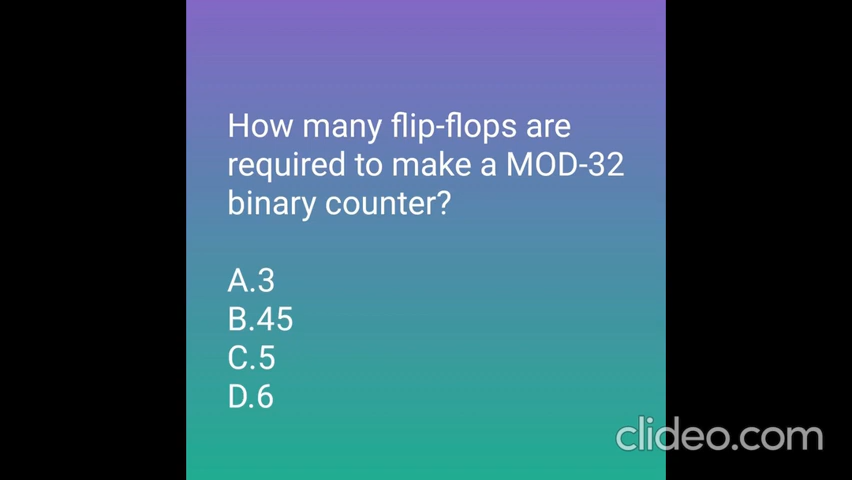 How many flip-flops are
required to make a MOD-32
binary counter?
A.3
B.45
C.5
D.6
clideo.com